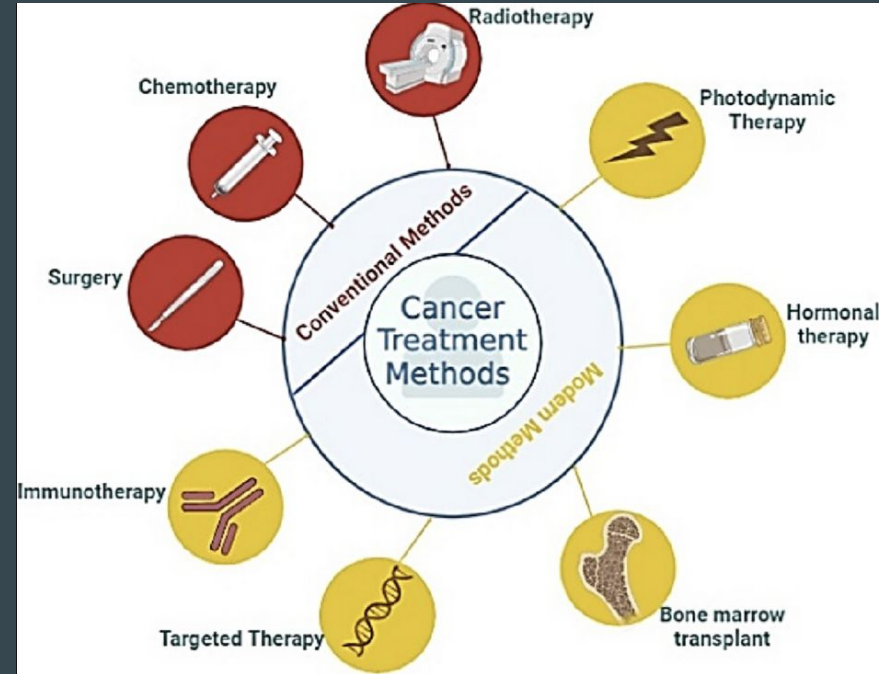 Radiotherapy
Chemotherapy
Photodynamic
Therapy
Surgery
Conventional Methods
Cancer
Treatment
Methods
Hormonal
therapy
Modern Methods
Immunotherapy
Targeted Therapy
Bone marrow
transplant